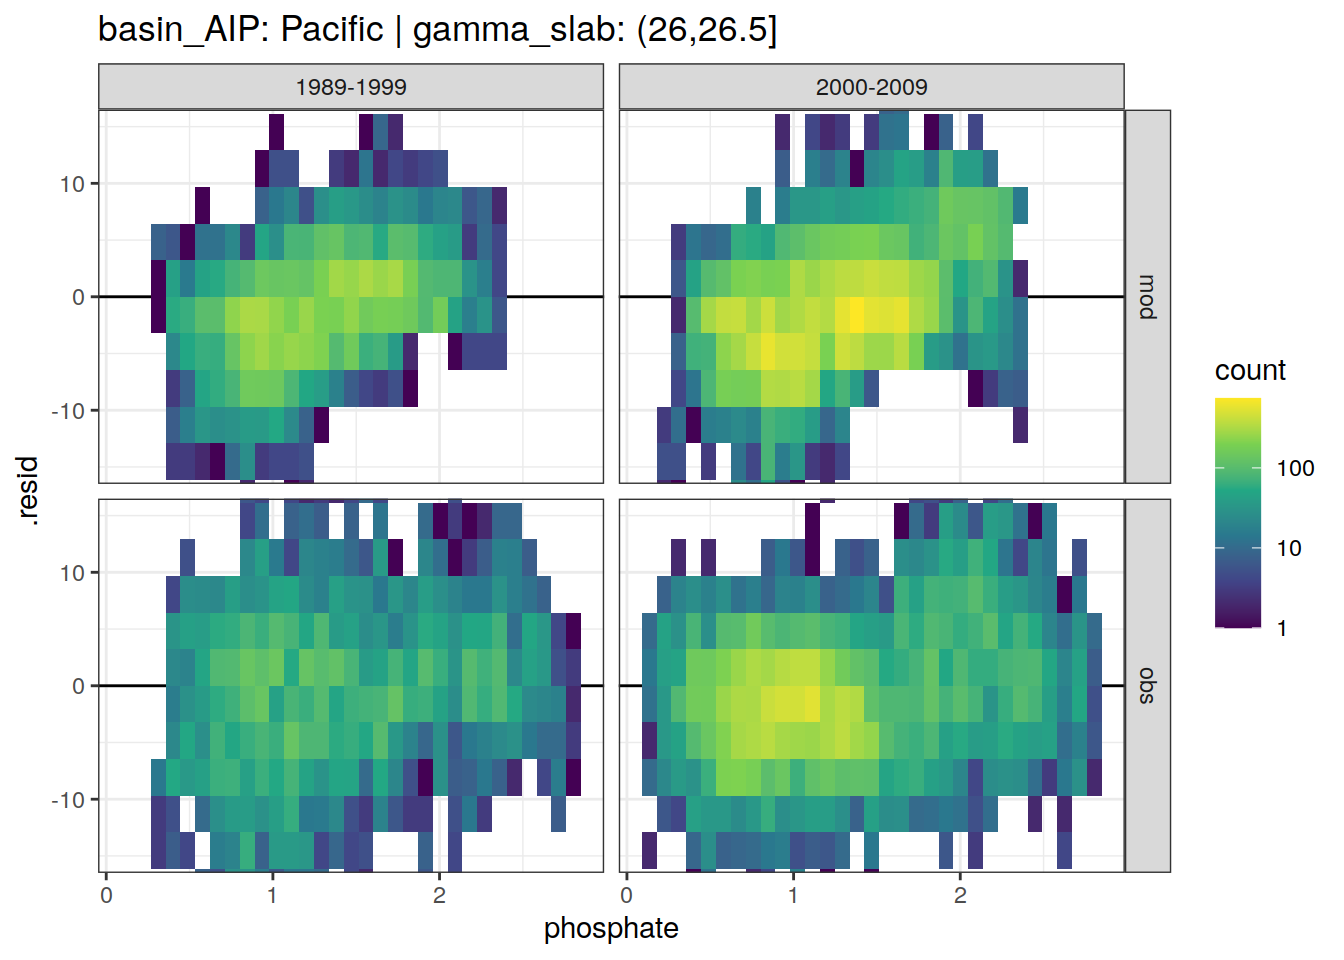 basin_AIP: Pacific | gamma_slab: (26,26.5]
1989-1999
2000-2009
10
0
-10
mod
10
0
-10
obs
.resid
0
1
2
0
1
2
phosphate
count
100
10
1